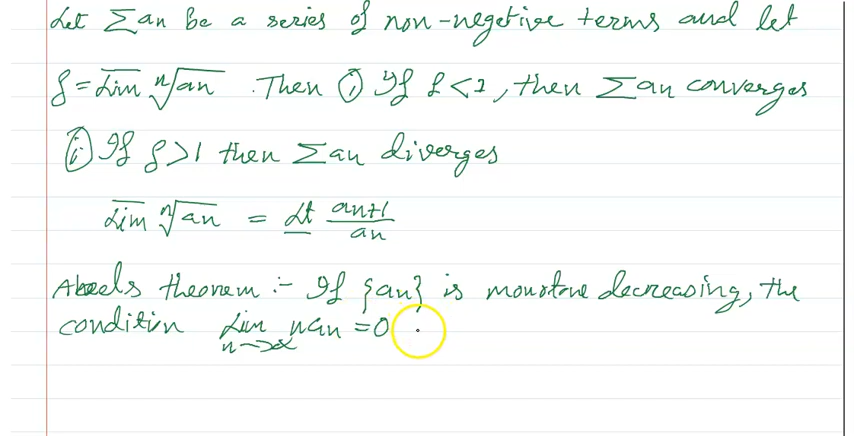 Let Σan be a series of non-negetive terms and let
ρ = l̅i̅m̅ ⁿ√an . Then (i) If ρ < 1, then Σan converges
(ii) If ρ > 1 then Σan diverges
l̅i̅m̅ ⁿ√an = Lt an+1/an
Abeels theorem :- If {an} is monotone decreasing, the
condition lim n→∞ nan = 0